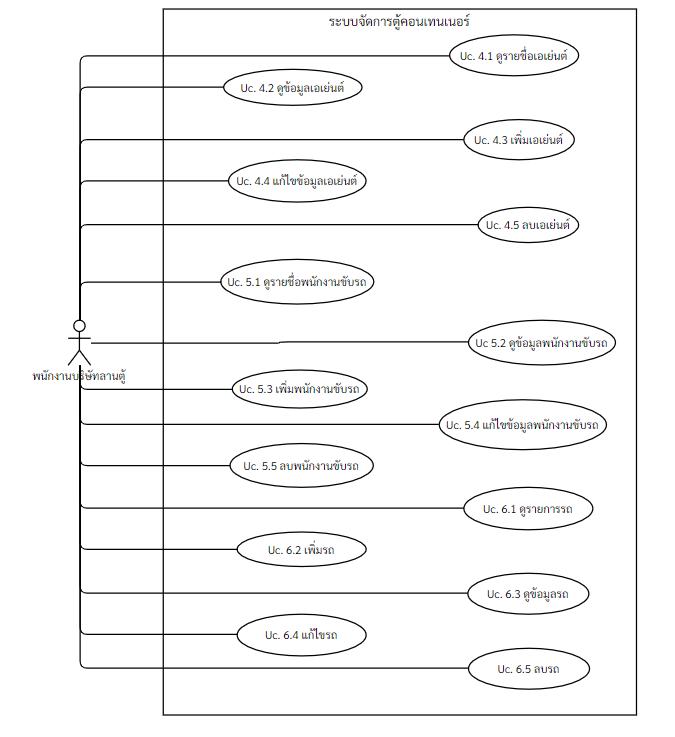 ระบบจัดการตู้คอนเทนเนอร์
Uc. 4.1 ดูรายชื่อเอเย่นต์
Uc. 4.2 ดูข้อมูลเอเย่นต์
Uc. 4.3 เพิ่มเอเย่นต์
Uc. 4.4 แก้ไขข้อมูลเอเย่นต์
Uc. 4.5 ลบเอเย่นต์
Uc. 5.1 ดูรายชื่อพนักงานขับรถ
Uc 5.2 ดูข้อมูลพนักงานขับรถ
พนักงานบริษัทลานตู้
Uc. 5.3 เพิ่มพนักงานขับรถ
Uc. 5.4 แก้ไขข้อมูลพนักงานขับรถ
Uc. 5.5 ลบพนักงานขับรถ
Uc. 6.1 ดูรายการรถ
Uc. 6.2 เพิ่มรถ
Uc. 6.3 ดูข้อมูลรถ
Uc. 6.4 แก้ไขรถ
Uc. 6.5 ลบรถ